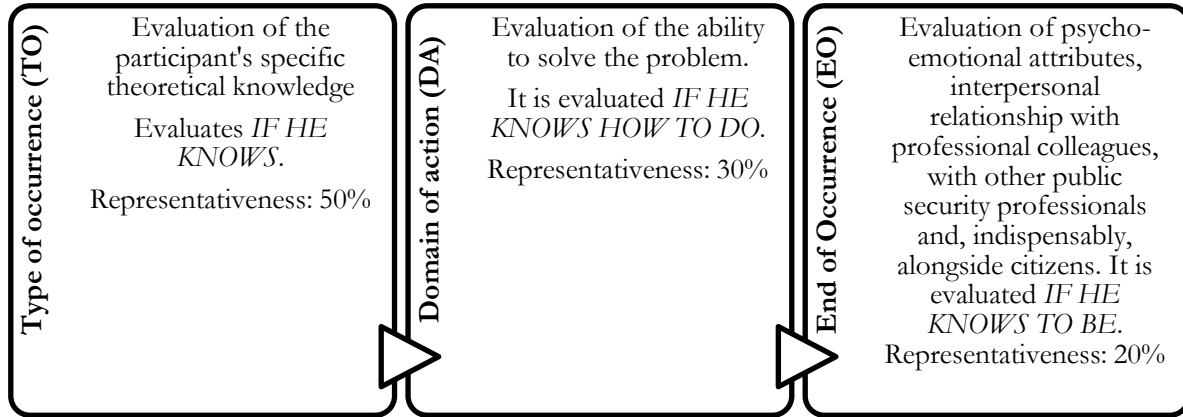 Type of occurrence (TO)
Evaluation of the
participant's specific
theoretical knowledge
Evaluates IF HE
KNOWS.
Representativeness: 50%
Domain of action (DA)
Evaluation of the ability
to solve the problem.
It is evaluated IF HE
KNOWS HOW TO DO.
Representativeness: 30%
End of Occurrence (EO)
Evaluation of psycho-
emotional attributes,
interpersonal
relationship with
professional colleagues,
with other public
security professionals
and, indispensably,
alongside citizens. It is
evaluated IF HE
KNOWS TO BE.
Representativeness: 20%